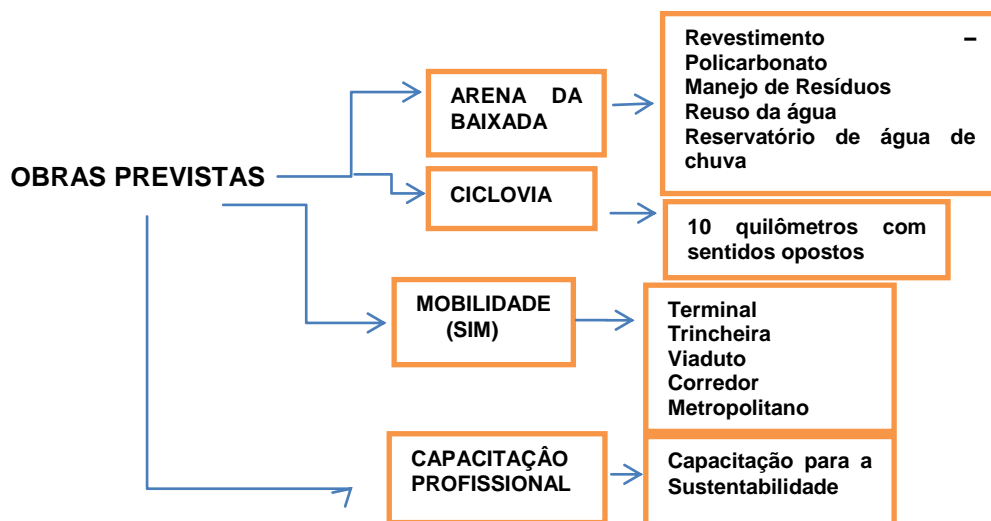 OBRAS PREVISTAS
ARENA DA
BAIXADA
Revestimento –
Policarbonato
Manejo de Resíduos
Reuso da água
Reservatório de água de
chuva
CICLOVIA
10 quilômetros com
sentidos opostos
MOBILIDADE
(SIM)
Terminal
Trincheira
Viaduto
Corredor
Metropolitano
CAPACITAÇÂO
PROFISSIONAL
Capacitação para a
Sustentabilidade